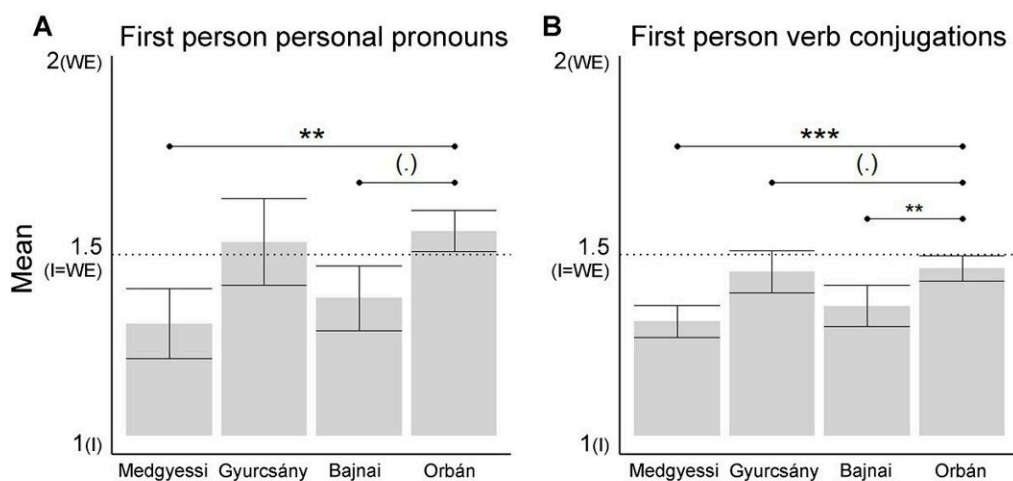 A First person personal pronouns
2(WE)
**
(.)
Mean
1.5
(I=WE)
1(I)
Medgyessi Gyurcsány Bajnai Orbán
B First person verb conjugations
2(WE)
***
(.)
**
1.5
(I=WE)
1(I)
Medgyessi Gyurcsány Bajnai Orbán